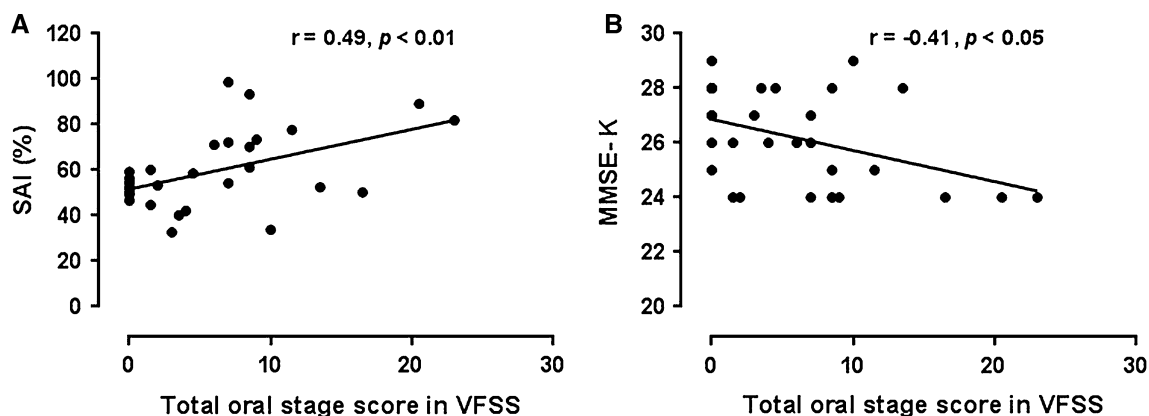 A
r = 0.49, p < 0.01
120
100
80
60
40
20
0
SAI (%)
0 10 20 30
Total oral stage score in VFSS
B
r = -0.41, p < 0.05
30
28
26
24
22
20
MMSE-K
0 10 20 30
Total oral stage score in VFSS